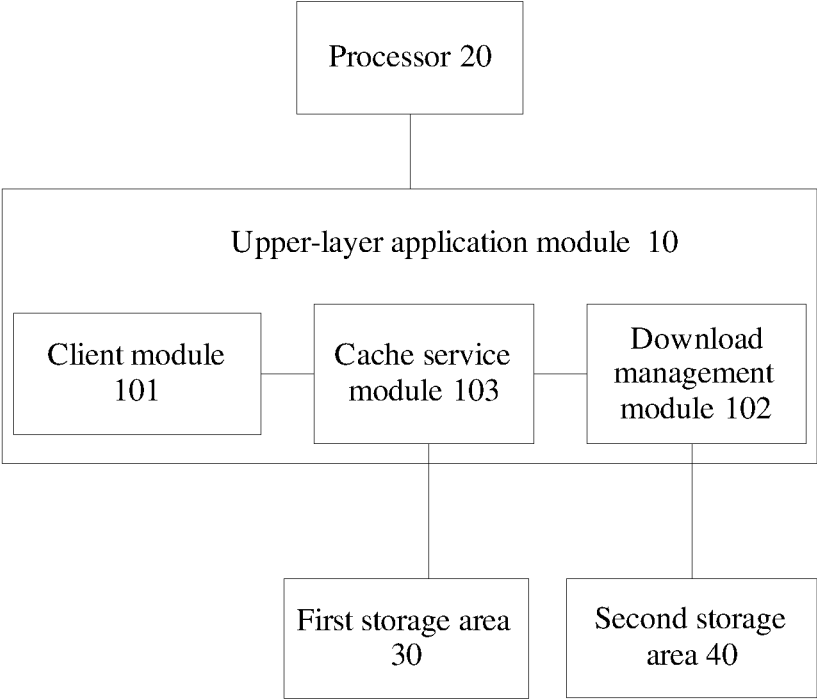 Processor 20
Upper-layer application module 10
Client module
101
Cache service
module 103
Download
management
module 102
First storage area
30
Second storage
area 40